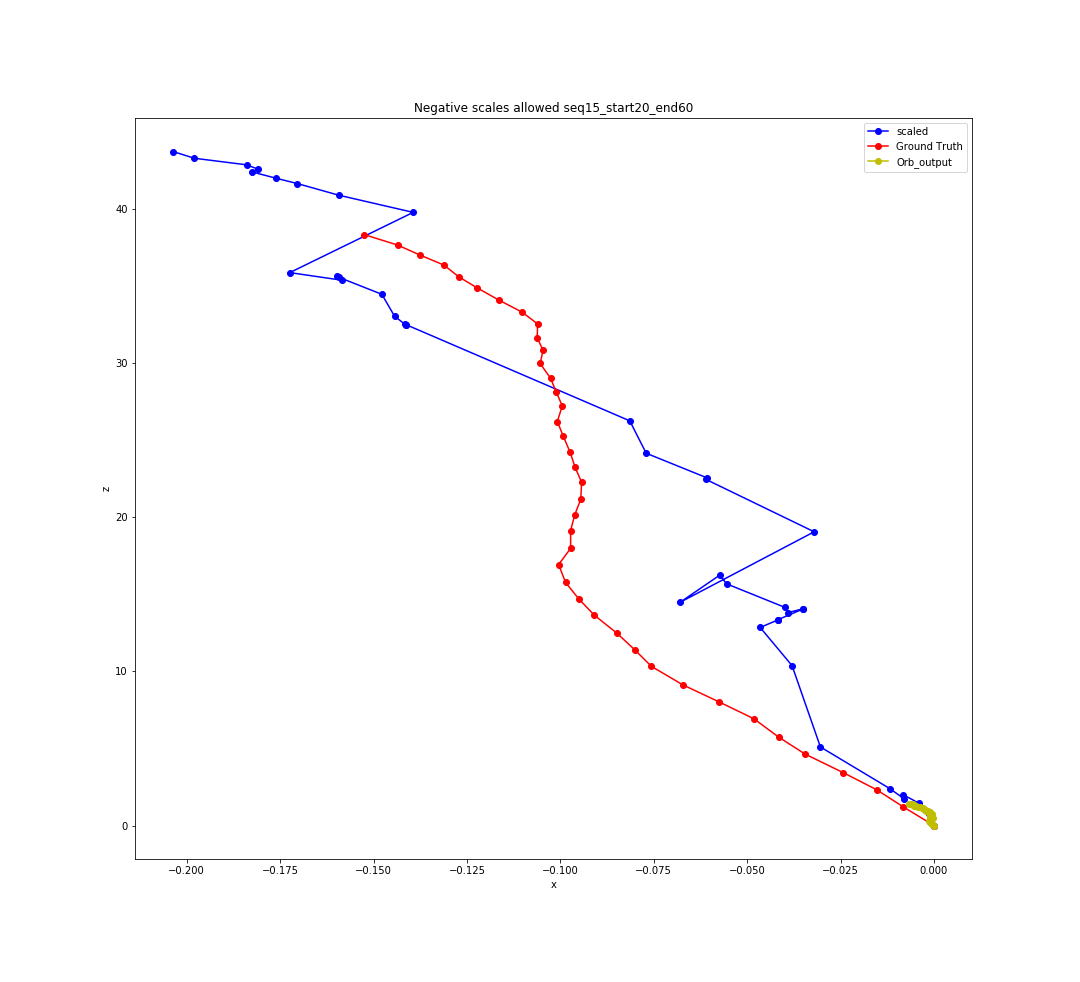 Negative scales allowed seq15_start20_end60
scaled
Ground Truth
Orb_output
40
30
20
10
0
z
−0.200 −0.175 −0.150 −0.125 −0.100 −0.075 −0.050 −0.025 0.000
x